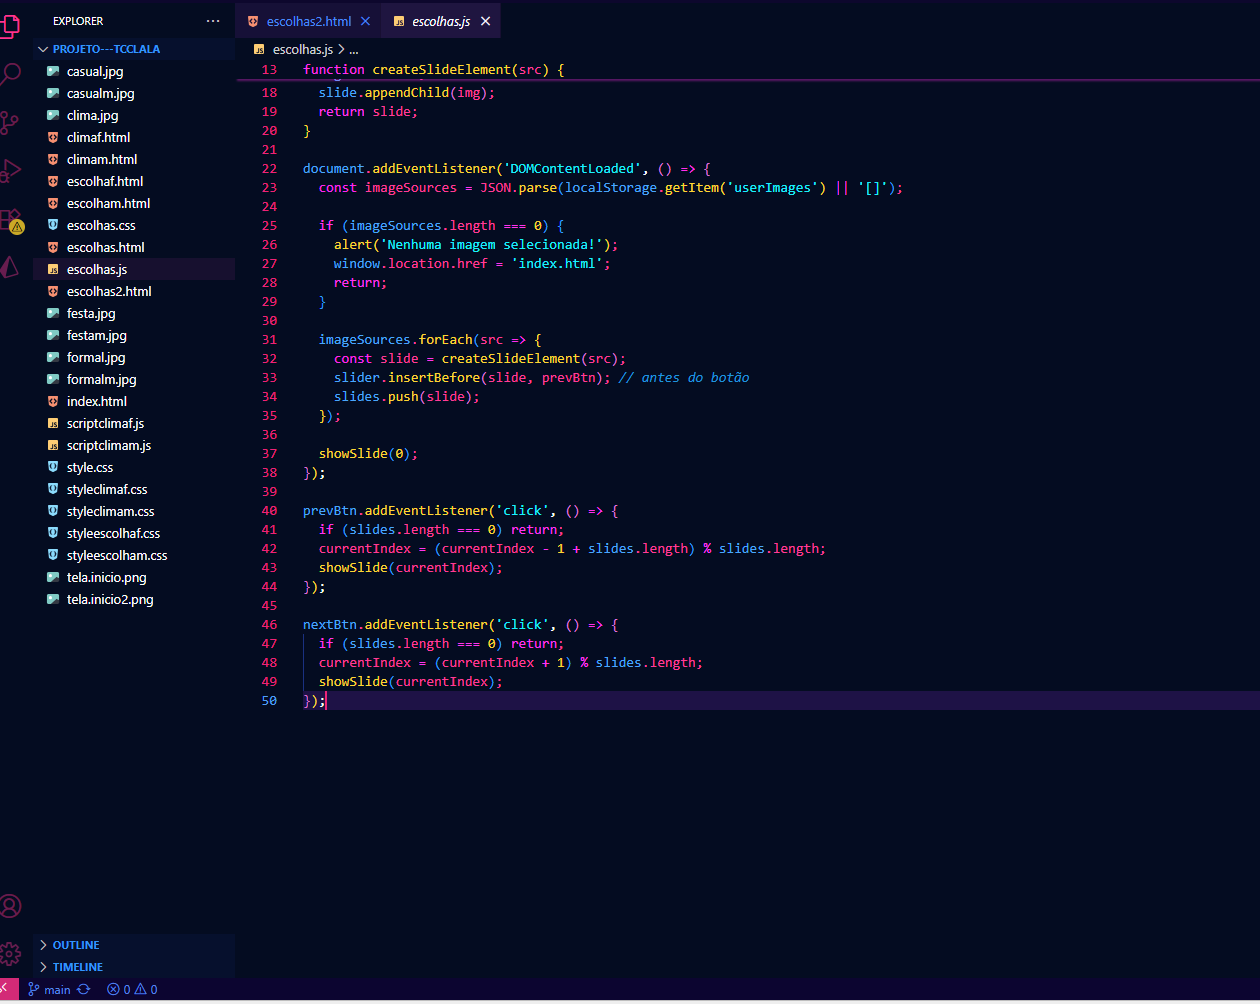 EXPLORER
PROJETO---TCCLALA
casual.jpg
casualm.jpg
clima.jpg
climaf.html
climam.html
escolhaf.html
escolham.html
escolhas.css
escolhas.html
escolhas.js
escolhas2.html
festa.jpg
festam.jpg
formal.jpg
formalm.jpg
index.html
scriptclimaf.js
scriptclimam.js
style.css
styleclimaf.css
styleclimam.css
styleescolhaf.css
styleescolham.css
tela.inicio.png
tela.inicio2.png
OUTLINE
TIMELINE
escolhas2.html
JS escolhas.js
JS escolhas.js > ...
13 function createSlideElement(src) {
18 slide.appendChild(img);
19 return slide;
20 }
21
22 document.addEventListener('DOMContentLoaded', () => {
23 const imageSources = JSON.parse(localStorage.getItem('userImages') || '[]');
24
25 if (imageSources.length === 0) {
26 alert('Nenhuma imagem selecionada!');
27 window.location.href = 'index.html';
28 return;
29 }
30
31 imageSources.forEach(src => {
32 const slide = createSlideElement(src);
33 slider.insertBefore(slide, prevBtn); // antes do botão
34 slides.push(slide);
35 });
36
37 showSlide(0);
38 });
39
40 prevBtn.addEventListener('click', () => {
41 if (slides.length === 0) return;
42 currentIndex = (currentIndex - 1 + slides.length) % slides.length;
43 showSlide(currentIndex);
44 });
45
46 nextBtn.addEventListener('click', () => {
47 if (slides.length === 0) return;
48 currentIndex = (currentIndex + 1) % slides.length;
49 showSlide(currentIndex);
50 });
main 0 0